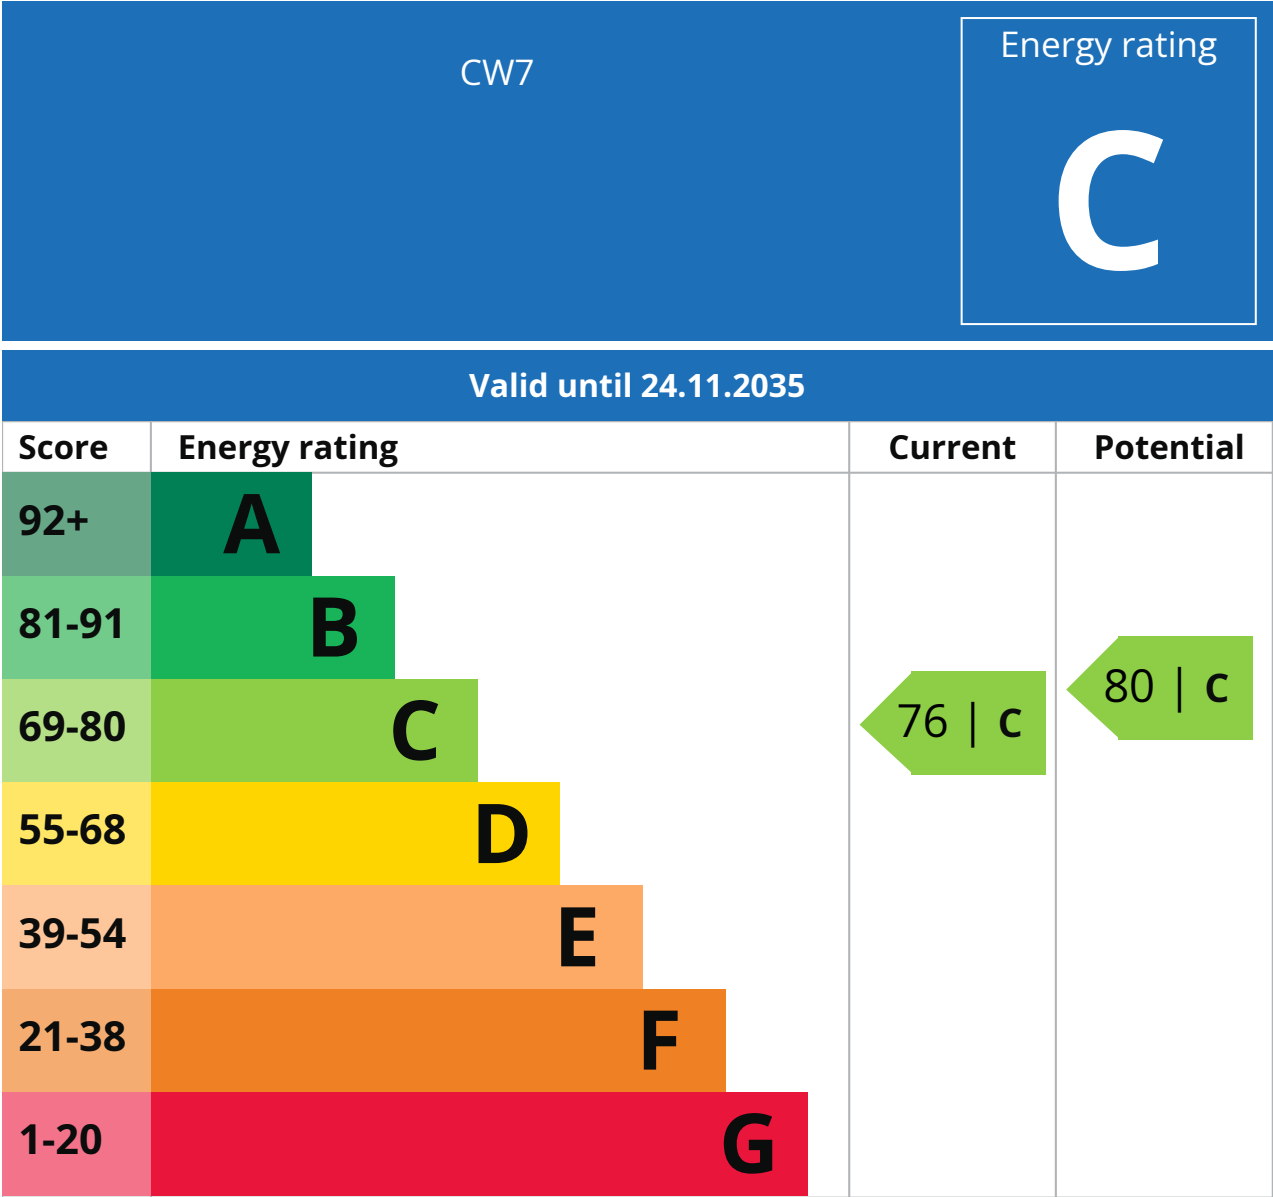 CW7
Energy rating
C
Valid until 24.11.2035
Score Energy rating Current Potential
92+ A
81-91 B
69-80 C 76 | C 80 | C
55-68 D
39-54 E
21-38 F
1-20 G